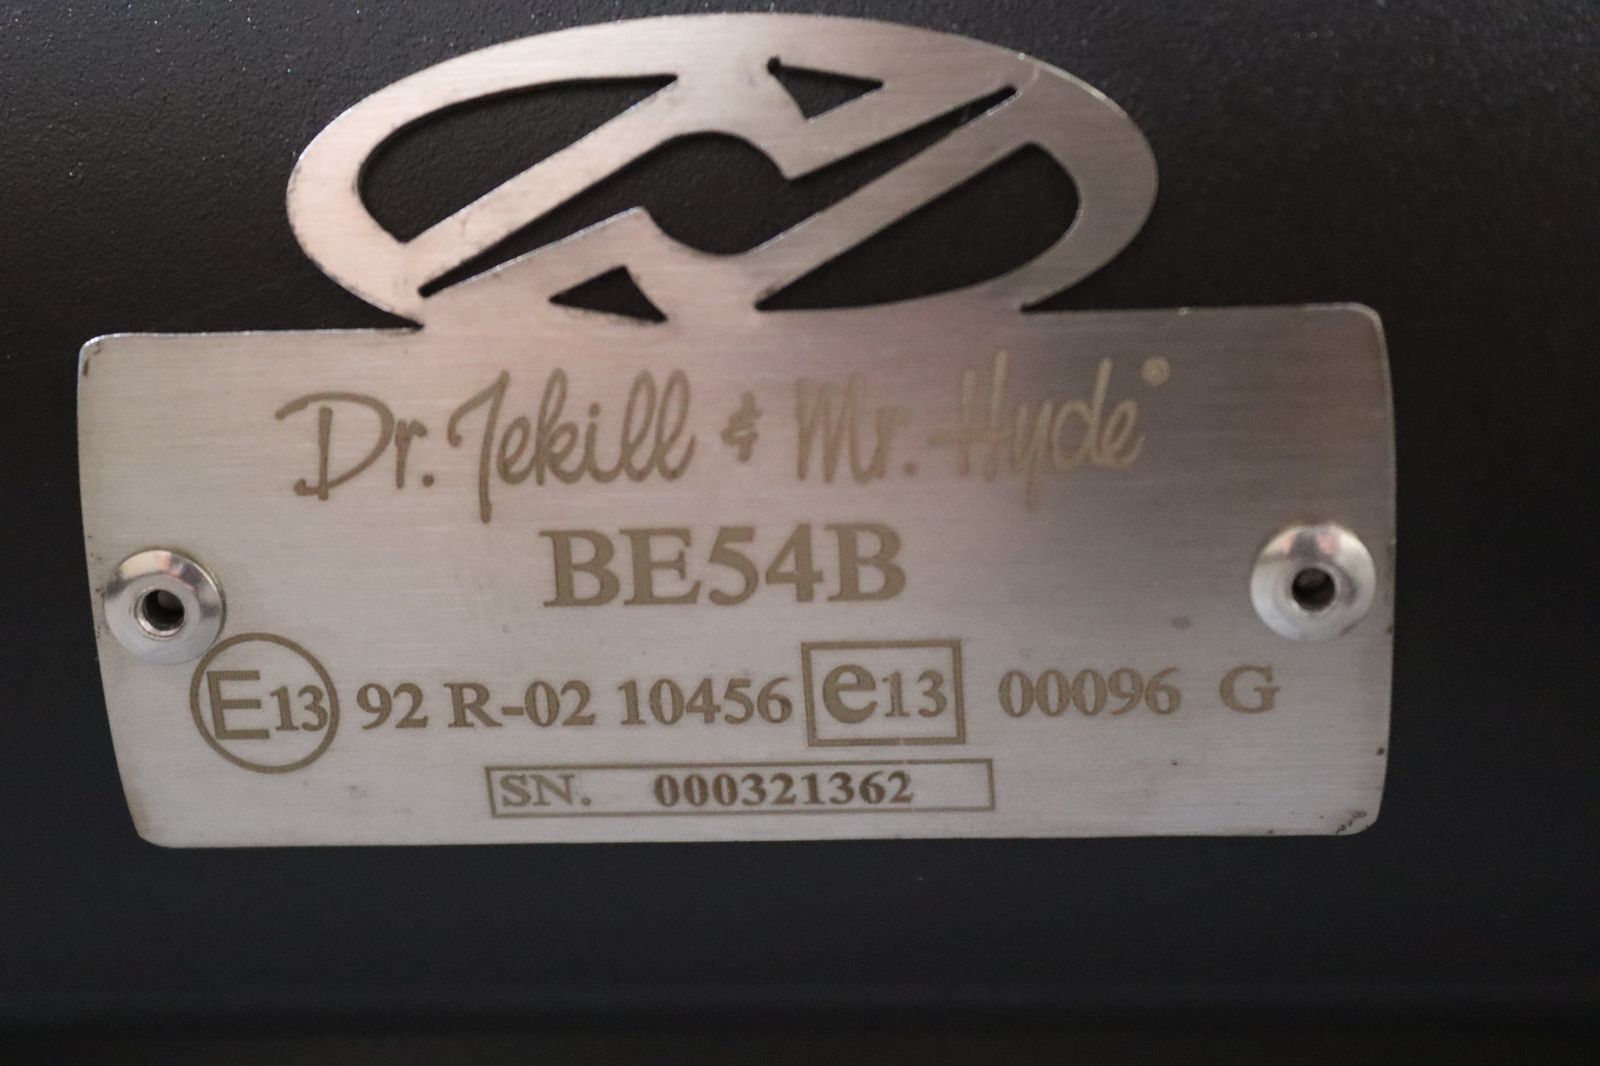 Dr. Jekill & Mr. Hyde®
BE54B
E13 92 R-02 10456 e13 00096 G
SN. 000321362